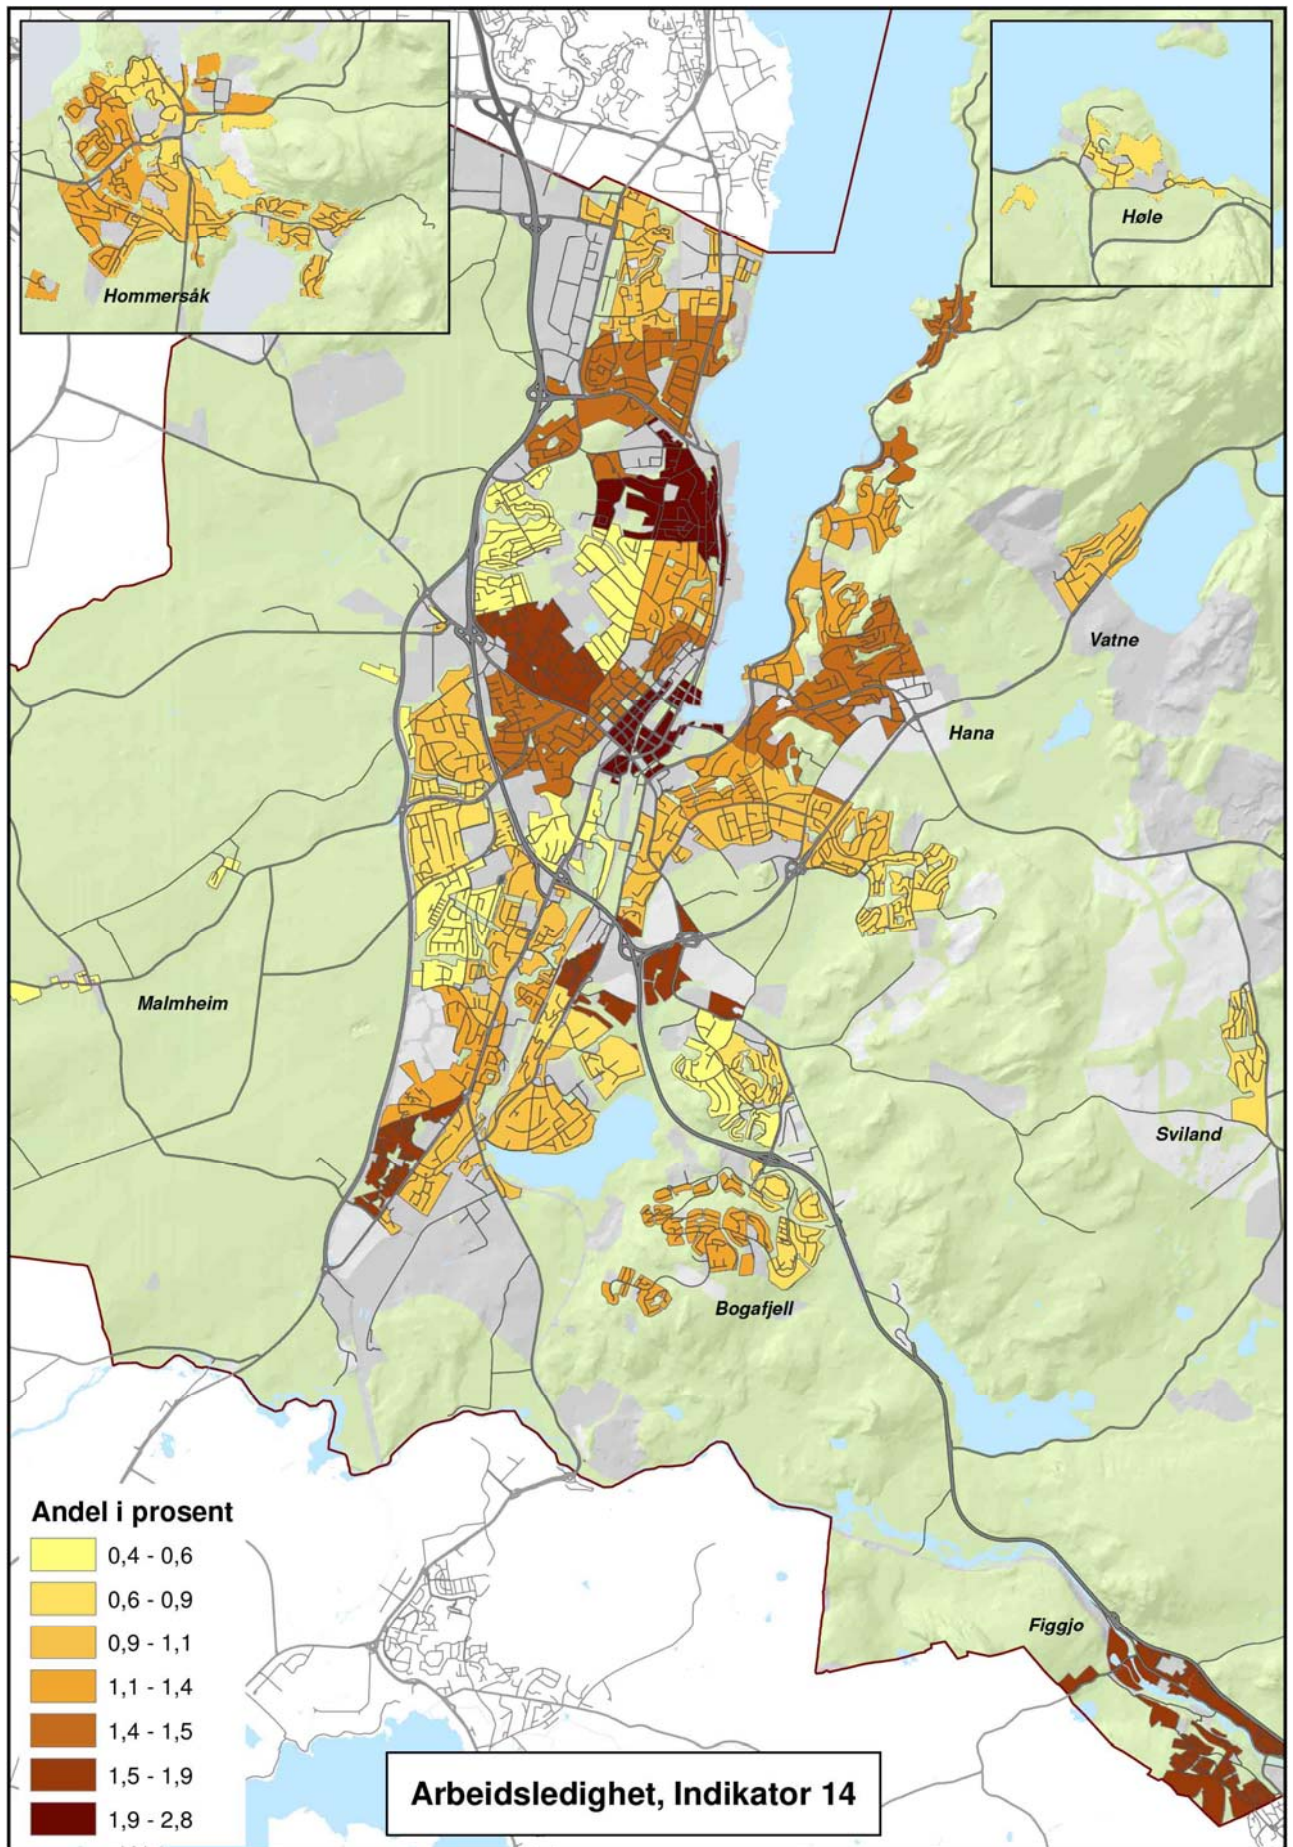 Hommersåk
Høle
Vatne
Hana
Malmheim
Sviland
Bogafjell
Andel i prosent
0,4 - 0,6
0,6 - 0,9
0,9 - 1,1
1,1 - 1,4
1,4 - 1,5
1,5 - 1,9
1,9 - 2,8
Figgjo
Arbeidsledighet, Indikator 14